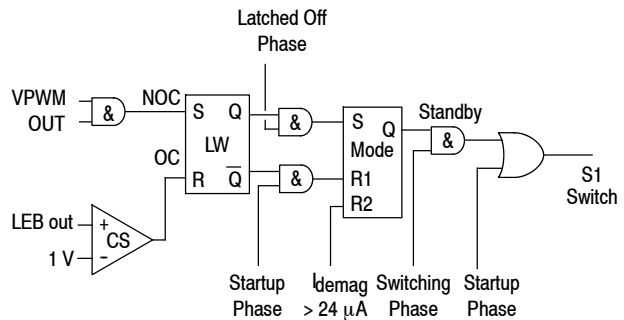 Latched Off
Phase
VPWM
OUT
&
NOC
S
Q
LW
OC
R
Q
&
&
S
Q
Mode
R1
R2
Standby
&
S1
Switch
LEB out
+
CS
1 V
−
Startup
Phase
Idemag
> 24 µA
Switching
Phase
Startup
Phase